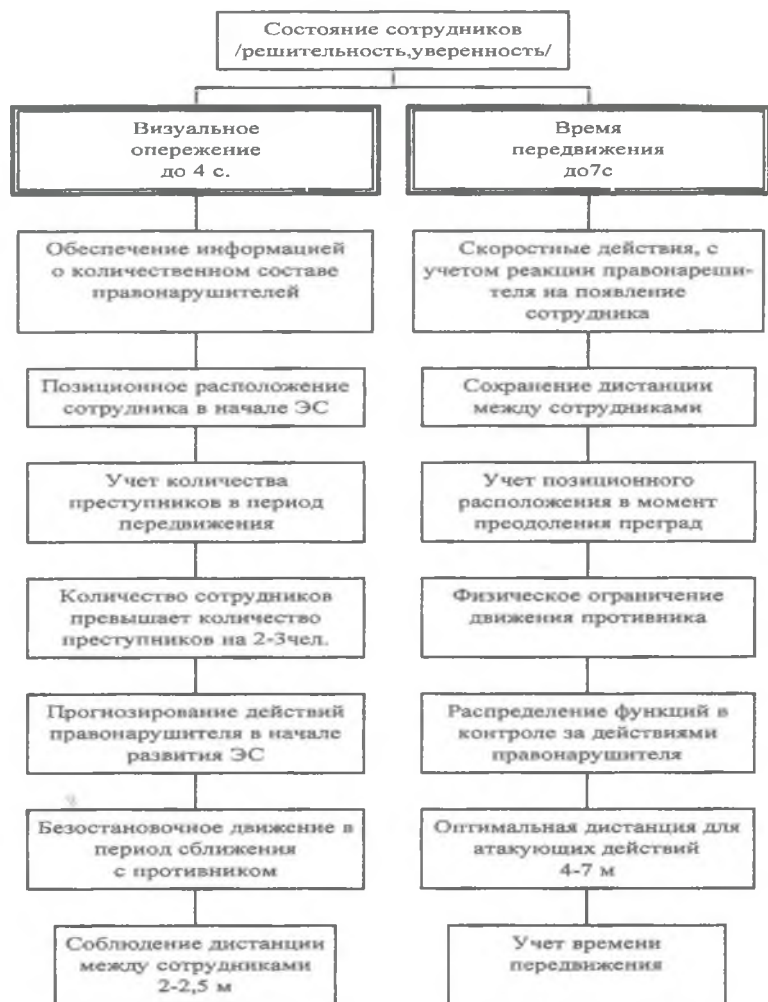 Состояние сотрудников
/решительность,уверенность/
Визуальное
опережение
до 4 с.
Обеспечение информацией
о количественном составе
правонарушителей
Позиционное расположение
сотрудника в начале ЭС
Учет количества
преступников в период
передвижения
Количество сотрудников
превышает количество
преступников на 2-3чел.
Прогнозирование действий
правонарушителя в начале
развития ЭС
Безостановочное движение в
период сближения
с противником
Соблюдение дистанции
между сотрудниками
2-2,5 м
Время
передвижения
до7с
Скоростные действия, с
учетом реакции правонареши-
теля на появление
сотрудника
Сохранение дистанции
между сотрудниками
Учет позиционного
расположения в момент
преодоления преград
Физическое ограничение
движения противника
Распределение функций в
контроле за действиями
правонарушителя
Оптимальная дистанция для
атакующих действий
4-7 м
Учет времени
передвижения